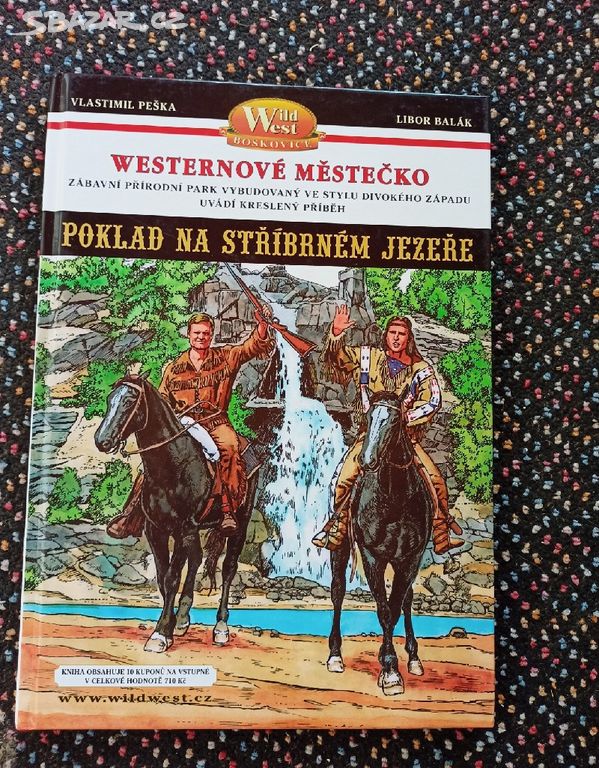 SBAZAR.CZ
VLASTIMIL PEŠKA
LIBOR BALÁK
Wild
West
BOSKOVICE
WESTERNOVÉ MĚSTEČKO
ZÁBAVNÍ PŘÍRODNÍ PARK VYBUDOVANÝ VE STYLU DIVOKÉHO ZÁPADU
UVÁDÍ KRESLENÝ PŘÍBĚH
POKLAD NA STŘÍBRNÉM JEZEŘE
KNIHA OBSAHUJE 10 KUPONŮ NA VSTUPNÉ
V CELKOVÉ HODNOTĚ 710 Kč
www.wildwest.cz